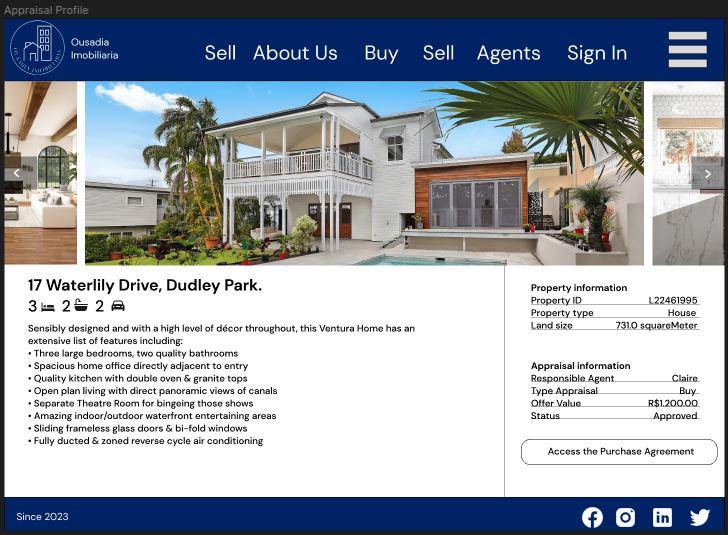 Appraisal Profile
Ousadia
Imobiliaria
Sell About Us Buy Sell Agents Sign In
17 Waterlily Drive, Dudley Park.
3 2 2
Sensibly designed and with a high level of décor throughout, this Ventura Home has an
extensive list of features including:
• Three large bedrooms, two quality bathrooms
• Spacious home office directly adjacent to entry
• Quality kitchen with double oven & granite tops
• Open plan living with direct panoramic views of canals
• Separate Theatre Room for bingeing those shows
• Amazing indoor/outdoor waterfront entertaining areas
• Sliding frameless glass doors & bi-fold windows
• Fully ducted & zoned reverse cycle air conditioning
Property information
Property ID L22461995
Property type House
Land size 731.0 squareMeter
Appraisal information
Responsible Agent Claire
Type Appraisal Buy
Offer Value R$1.200.00
Status Approved
Access the Purchase Agreement
Since 2023